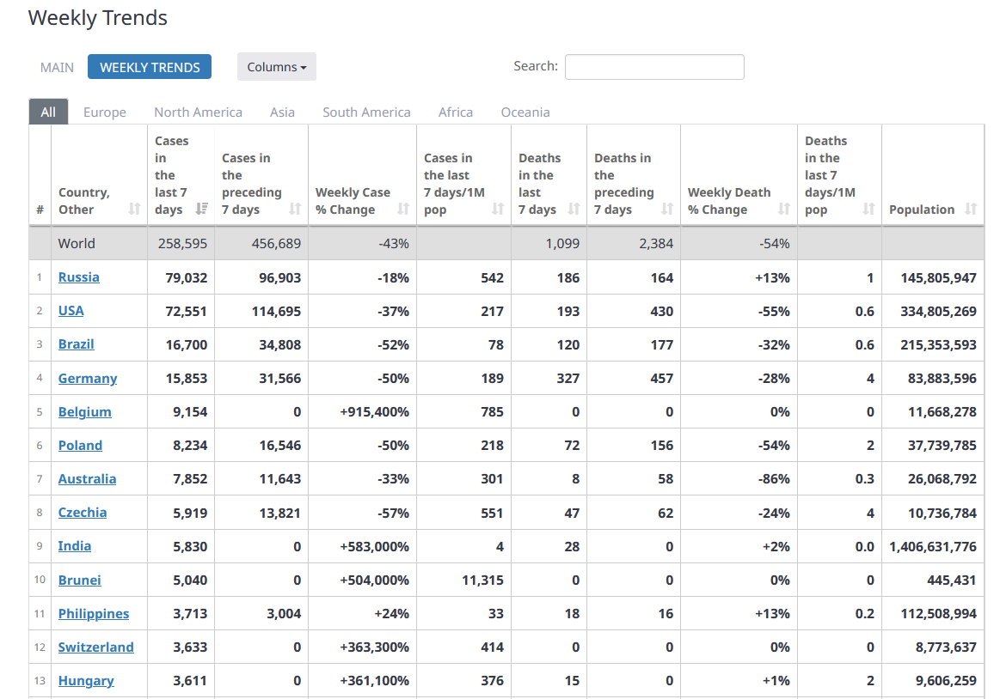 Weekly Trends
MAIN WEEKLY TRENDS Columns Search:
All Europe North America Asia South America Africa Oceania
# Country, Other Cases in the last 7 days Cases in the preceding 7 days Weekly Case % Change Cases in the last 7 days/1M pop Deaths in the last 7 days Deaths in the preceding 7 days Weekly Death % Change Deaths in the last 7 days/1M pop Population
World 258,595 456,689 -43% 1,099 2,384 -54%
1 Russia 79,032 96,903 -18% 542 186 164 +13% 1 145,805,947
2 USA 72,551 114,695 -37% 217 193 430 -55% 0.6 334,805,269
3 Brazil 16,700 34,808 -52% 78 120 177 -32% 0.6 215,353,593
4 Germany 15,853 31,566 -50% 189 327 457 -28% 4 83,883,596
5 Belgium 9,154 0 +915,400% 785 0 0 0% 0 11,668,278
6 Poland 8,234 16,546 -50% 218 72 156 -54% 2 37,739,785
7 Australia 7,852 11,643 -33% 301 8 58 -86% 0.3 26,068,792
8 Czechia 5,919 13,821 -57% 551 47 62 -24% 4 10,736,784
9 India 5,830 0 +583,000% 4 28 0 +2% 0.0 1,406,631,776
10 Brunei 5,040 0 +504,000% 11,315 0 0 0% 0 445,431
11 Philippines 3,713 3,004 +24% 33 18 16 +13% 0.2 112,508,994
12 Switzerland 3,633 0 +363,300% 414 0 0 0% 0 8,773,637
13 Hungary 3,611 0 +361,100% 376 15 0 +1% 2 9,606,259